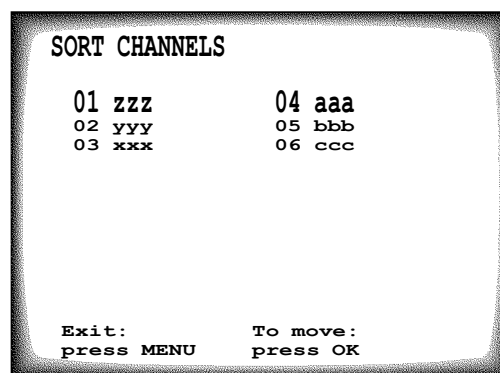 SORT CHANNELS
01 zzz 04 aaa
02 yyy 05 bbb
03 xxx 06 ccc
Exit: To move:
press MENU press OK